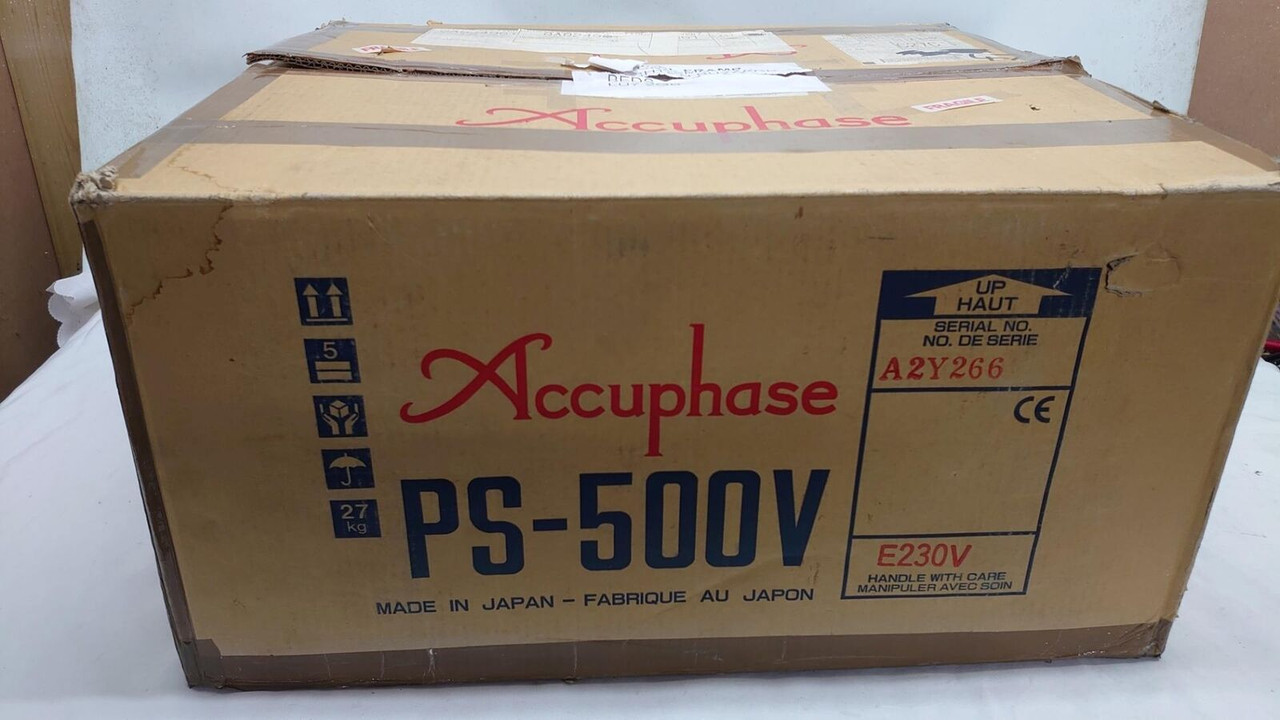 Accuphase
FRAGILE
5
27
kg
Accuphase
PS-500V
MADE IN JAPAN – FABRIQUE AU JAPON
UP
HAUT
SERIAL NO.
NO. DE SERIE
A2Y266
CE
E230V
HANDLE WITH CARE
MANIPULER AVEC SOIN